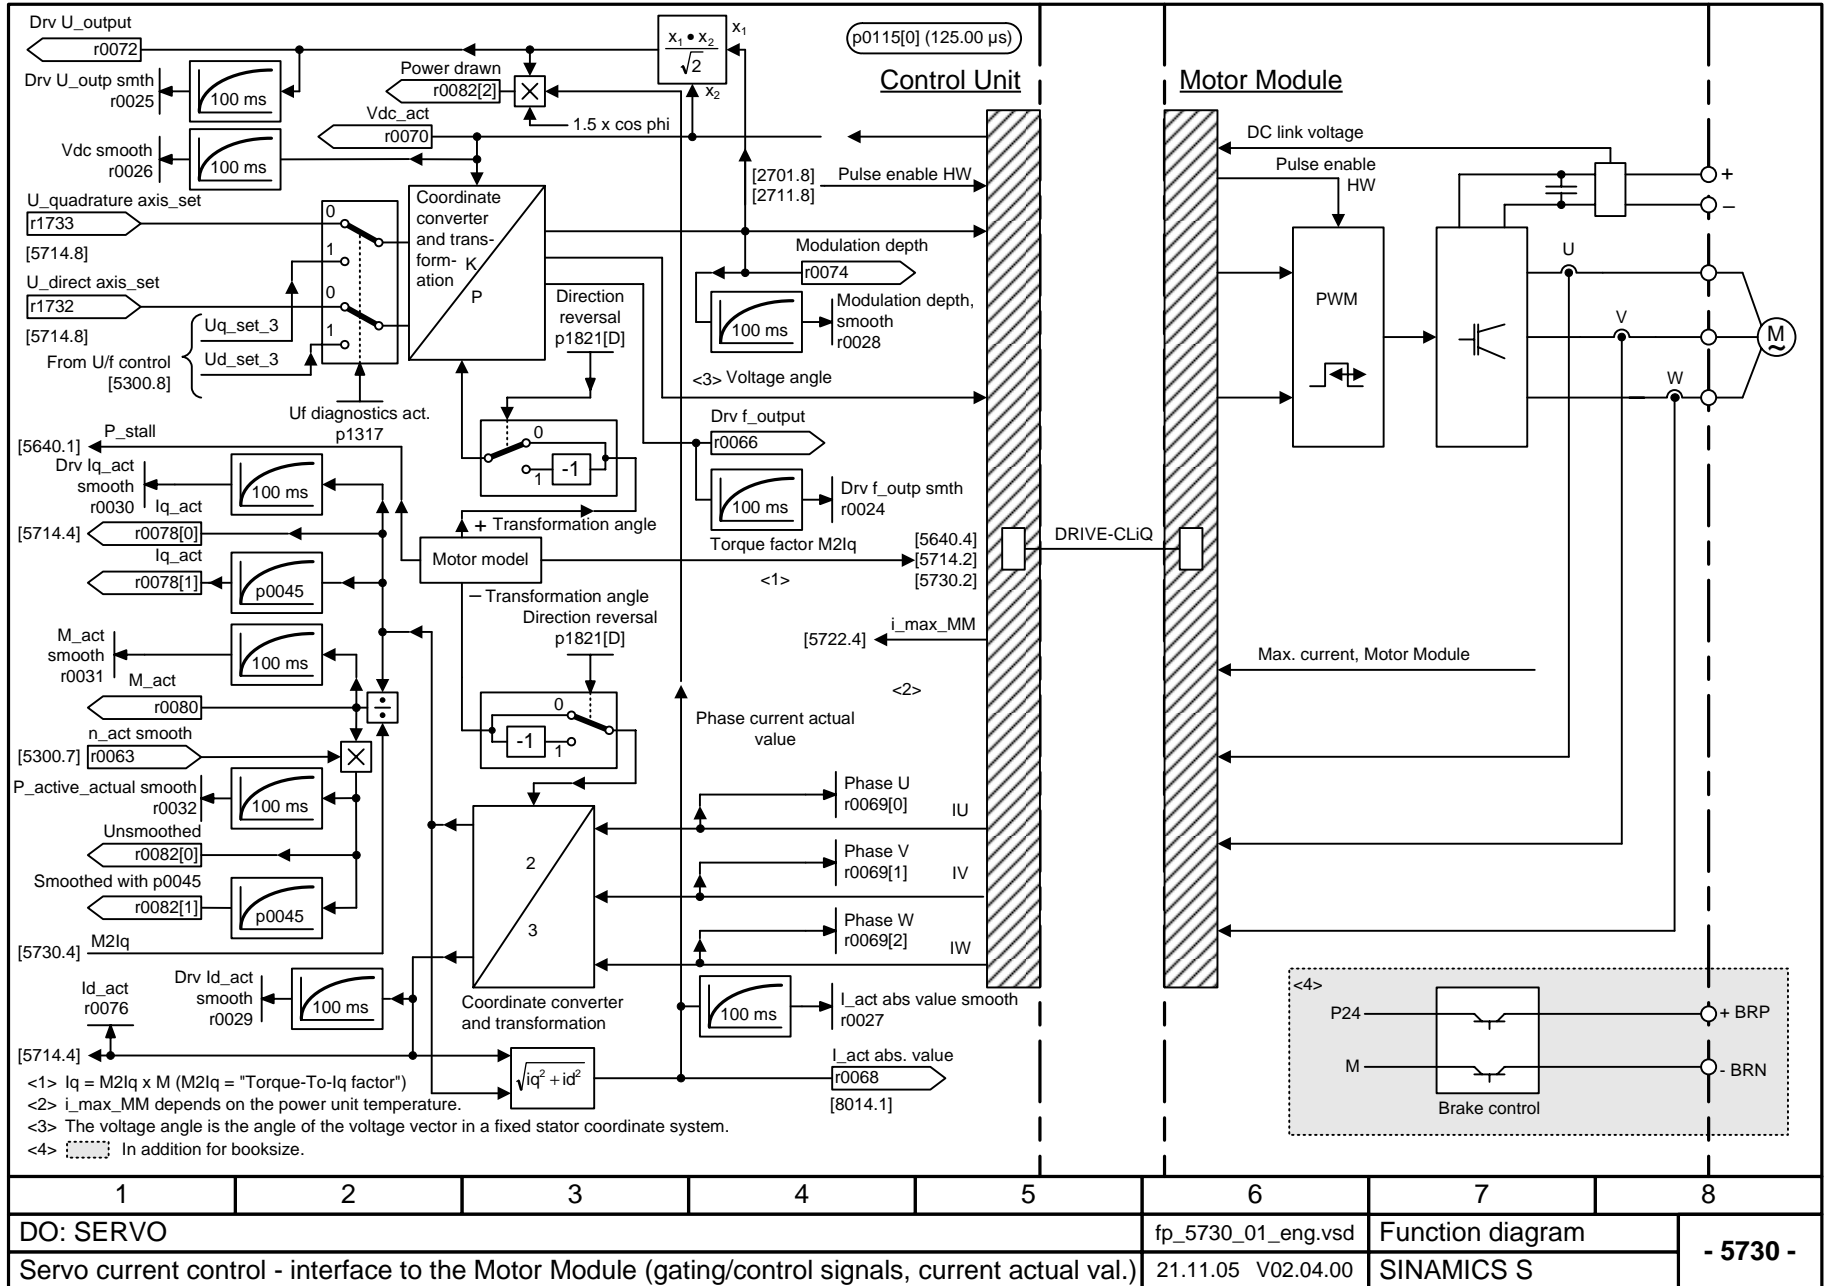 Drv U_output
r0072
Drv U_outp smth
r0025
100 ms
Power drawn
r0082[2]
x₁ • x₂
√2
x₁
x₂
1.5 x cos phi
p0115[0] (125.00 µs)
Control Unit
Motor Module
Vdc_act
r0070
Vdc smooth
r0026
100 ms
U_quadrature axis_set
r1733
[5714.8]
U_direct axis_set
r1732
[5714.8]
0
1
0
1
Uq_set_3
Ud_set_3
From U/f control
[5300.8]
Uf diagnostics act.
p1317
Coordinate
converter
and trans-
form-
ation
K
P
Direction
reversal
p1821[D]
0
1
-1
[2701.8]
[2711.8]
Pulse enable HW
Modulation depth
r0074
100 ms
Modulation depth,
smooth
r0028
<3> Voltage angle
Drv f_output
r0066
100 ms
Drv f_outp smth
r0024
DC link voltage
Pulse enable
HW
PWM
+
–
U
V
W
M
~
[5640.1]
P_stall
Drv Iq_act
smooth
r0030
100 ms
Iq_act
[5714.4]
r0078[0]
Iq_act
r0078[1]
p0045
+ Transformation angle
Motor model
– Transformation angle
Direction reversal
p1821[D]
0
1
-1
Torque factor M2Iq
<1>
[5640.4]
[5714.2]
[5730.2]
DRIVE-CLiQ
[5722.4]
i_max_MM
<2>
Max. current, Motor Module
M_act
smooth
r0031
100 ms
M_act
r0080
÷
n_act smooth
[5300.7]
r0063
P_active_actual smooth
r0032
100 ms
Unsmoothed
r0082[0]
Smoothed with p0045
r0082[1]
p0045
[5730.4]
M2Iq
Phase current actual
value
Phase U
r0069[0]
IU
Phase V
r0069[1]
IV
Phase W
r0069[2]
IW
2
3
Coordinate converter
and transformation
Id_act
r0076
Drv Id_act
smooth
r0029
100 ms
[5714.4]
100 ms
I_act abs value smooth
r0027
√iq² + id²
I_act abs. value
r0068
[8014.1]
<4>
P24
+ BRP
M
- BRN
Brake control
<1> Iq = M2Iq x M (M2Iq = "Torque-To-Iq factor")
<2> i_max_MM depends on the power unit temperature.
<3> The voltage angle is the angle of the voltage vector in a fixed stator coordinate system.
<4> In addition for booksize.
1 2 3 4 5 6 7 8
DO: SERVO
fp_5730_01_eng.vsd
Function diagram
- 5730 -
Servo current control - interface to the Motor Module (gating/control signals, current actual val.)
21.11.05 V02.04.00
SINAMICS S